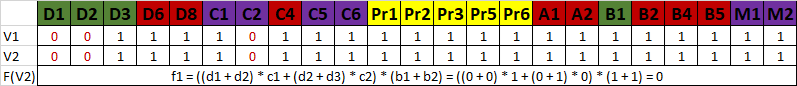 D1 D2 D3 D6 D8 C1 C2 C4 C5 C6 Pr1 Pr2 Pr3 Pr5 Pr6 A1 A2 B1 B2 B4 B5 M1 M2
V1 0 0 1 1 1 1 0 1 1 1 1 1 1 1 1 1 1 1 1 1 1 1 1
V2 0 0 1 1 1 1 0 1 1 1 1 1 1 1 1 1 1 1 1 1 1 1 1
F(V2) f1 = ((d1 + d2) * c1 + (d2 + d3) * c2) * (b1 + b2) = ((0 + 0) * 1 + (0 + 1) * 0) * (1 + 1) = 0